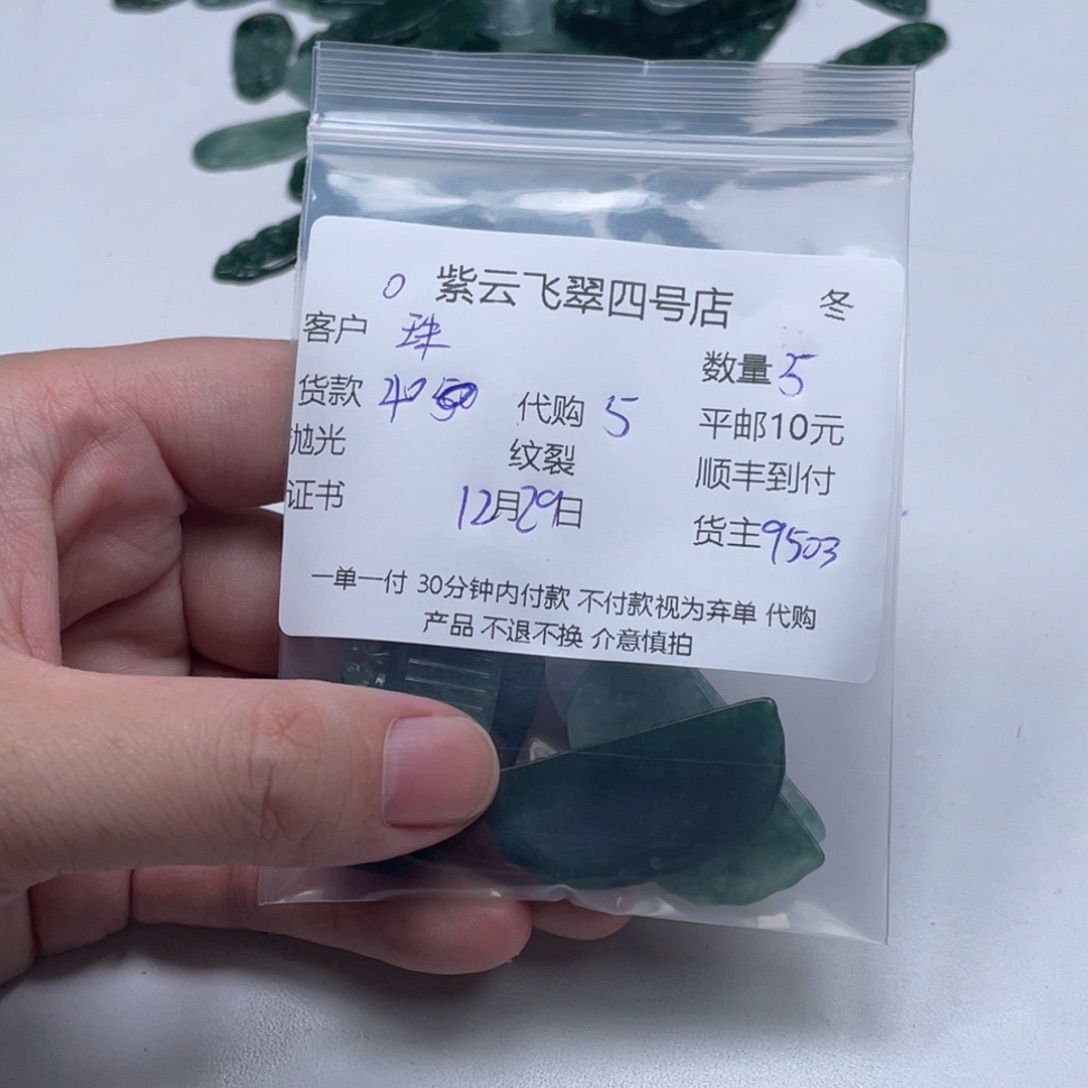 0 紫云飞翠四号店 冬
客户 珠
数量 5
货款 代购 5 平邮10元
抛光 纹裂 顺丰到付
证书 12月29日 货主9503
一单一付 30分钟内付款 不付款视为弃单 代购
产品 不退不换 介意慎拍